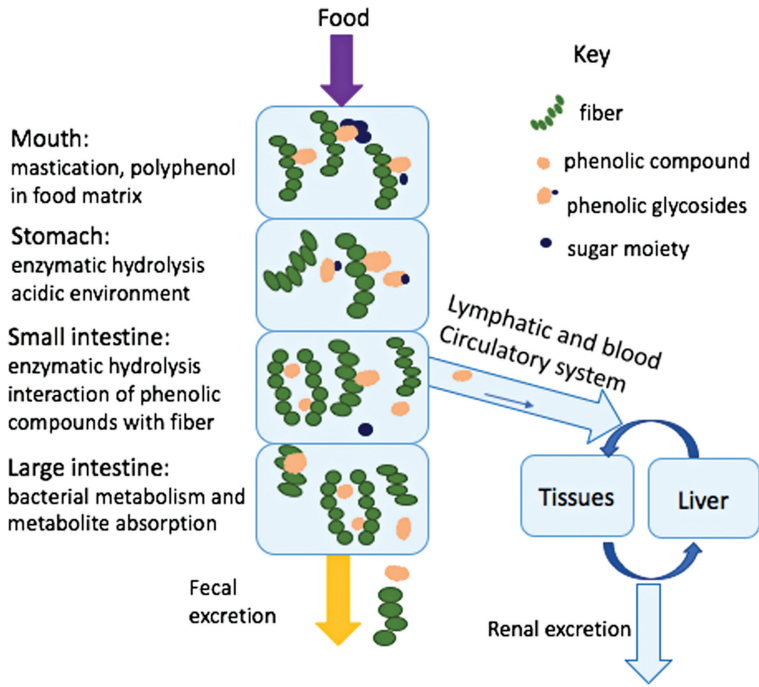 Food
Key
fiber
phenolic compound
phenolic glycosides
sugar moiety
Mouth:
mastication, polyphenol
in food matrix
Stomach:
enzymatic hydrolysis
acidic environment
Small intestine:
enzymatic hydrolysis
interaction of phenolic
compounds with fiber
Large intestine:
bacterial metabolism and
metabolite absorption
Lymphatic and blood
Circulatory system
Tissues
Liver
Fecal
excretion
Renal excretion